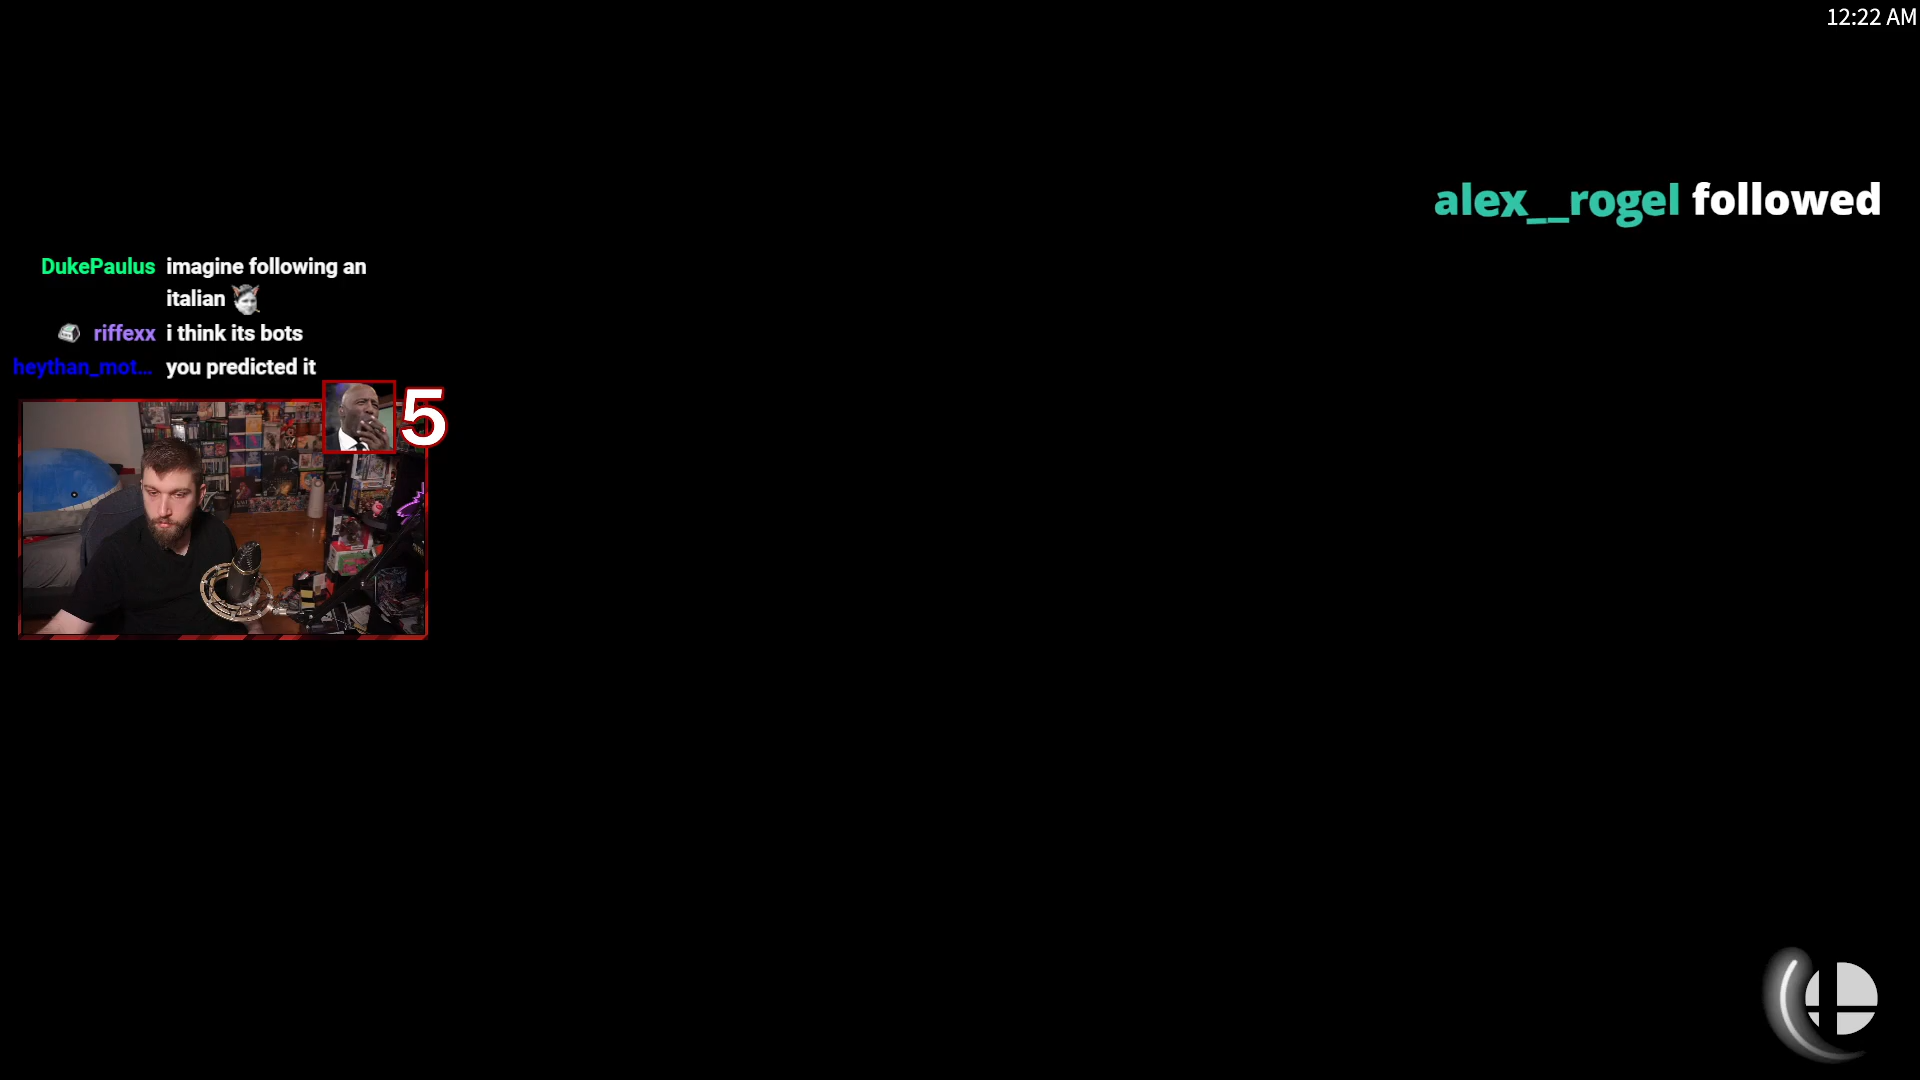 12:22 AM
alex__rogel followed
DukePaulus imagine following an
italian
riffexx i think its bots
heythan_mot... you predicted it
5